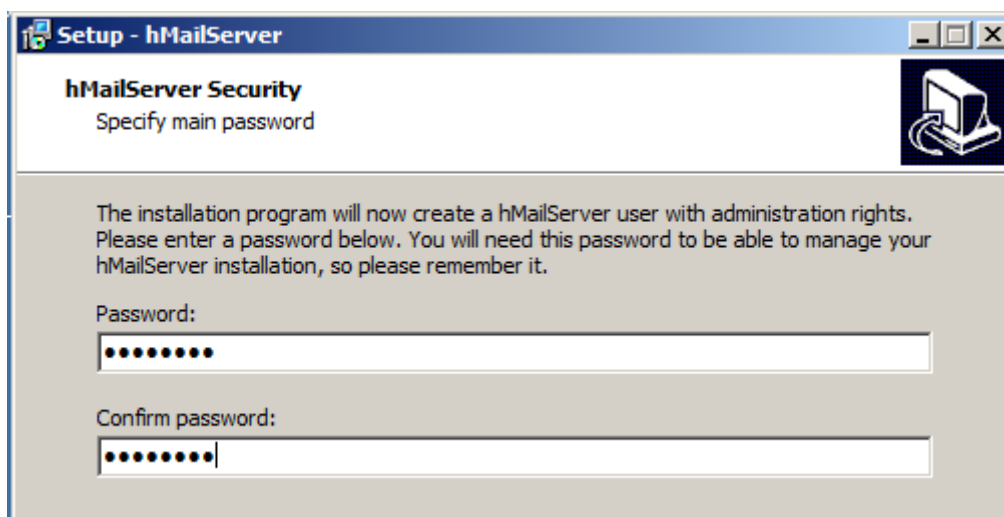 Setup - hMailServer
hMailServer Security
Specify main password
The installation program will now create a hMailServer user with administration rights.
Please enter a password below. You will need this password to be able to manage your
hMailServer installation, so please remember it.
Password:
••••••••
Confirm password:
••••••••